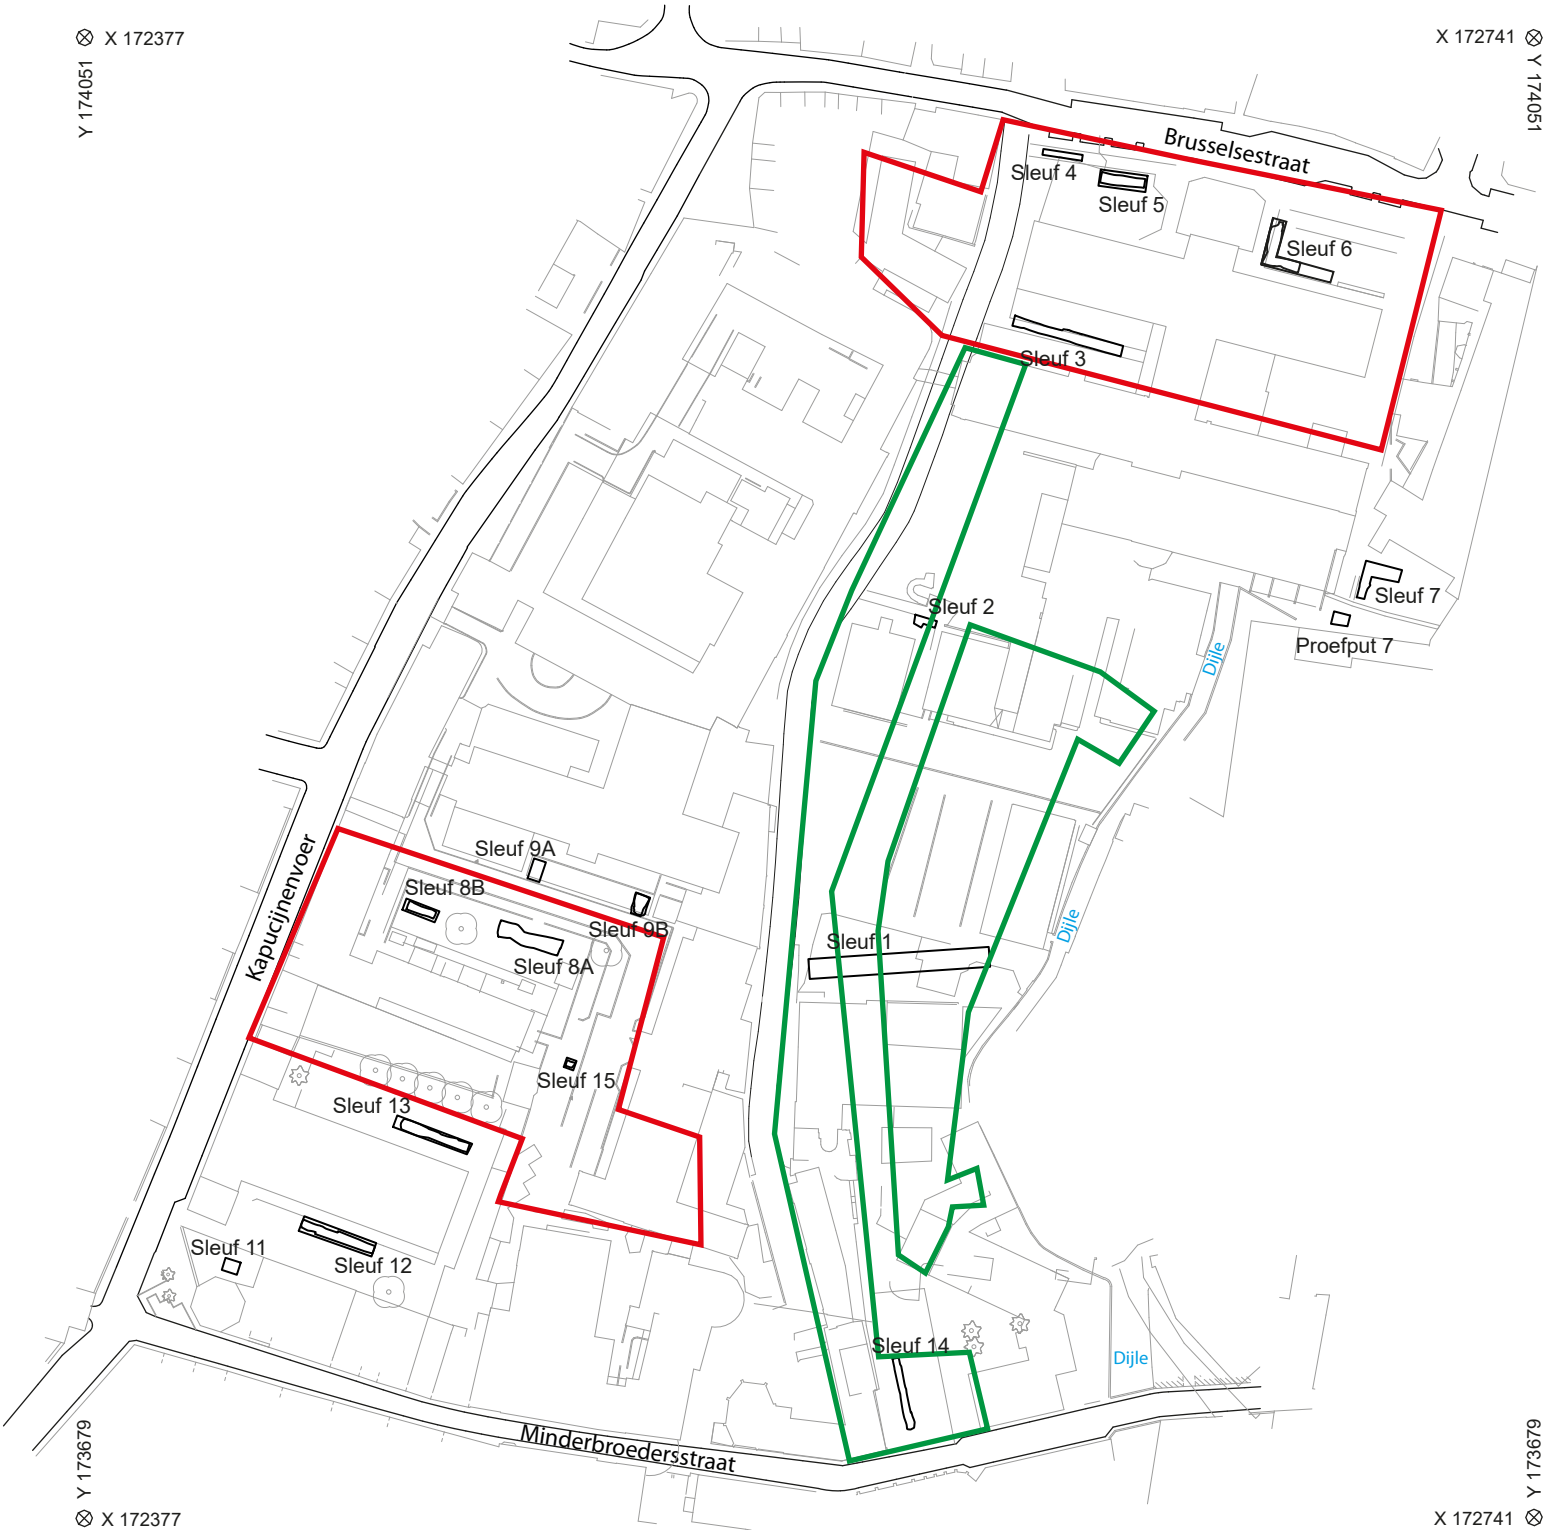 X 172377
X 172741
Y 174051
Y 174051
Brusselsestraat
Sleuf 4
Sleuf 5
Sleuf 6
Sleuf 3
Sleuf 7
Sleuf 2
Proefput 7
Dijle
Kapucijnenvoer
Sleuf 9A
Sleuf 8B
Sleuf 9B
Dijle
Sleuf 1
Sleuf 8A
Sleuf 15
Sleuf 13
Sleuf 11
Sleuf 12
Sleuf 14
Dijle
Minderbroedersstraat
Y 173679
Y 173679
X 172377
X 172741